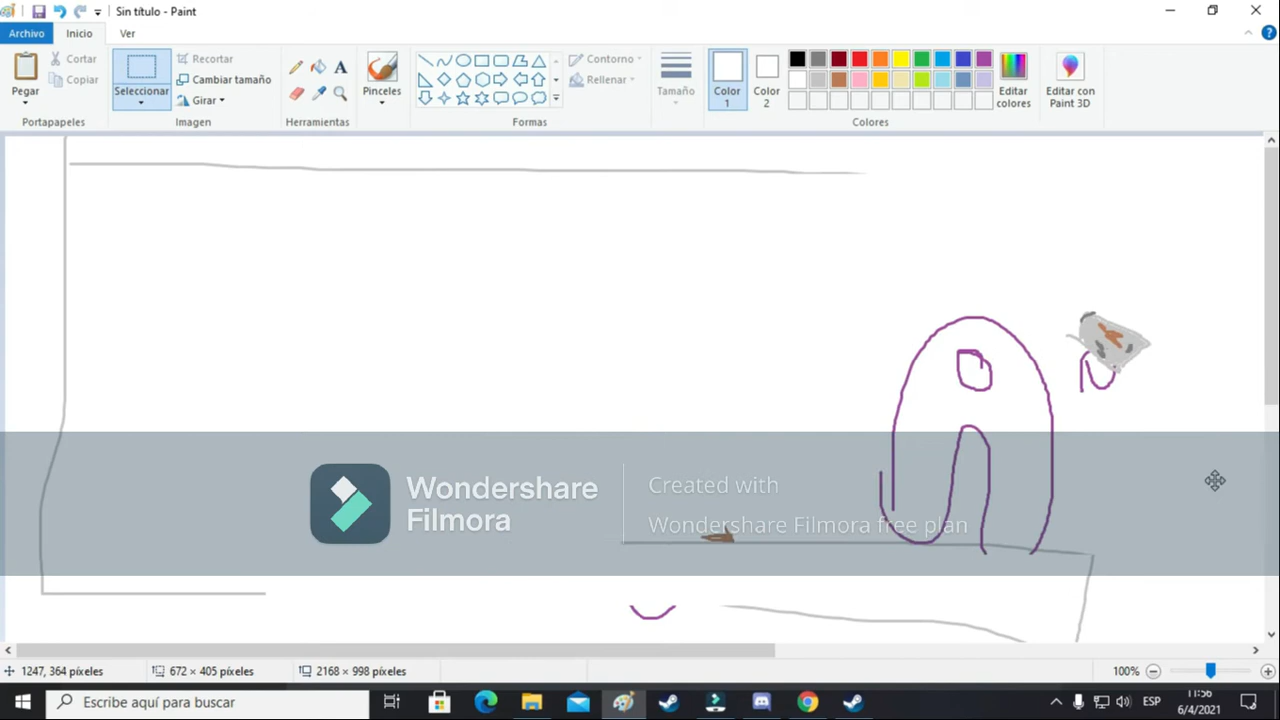 Sin título - Paint
Archivo Inicio Ver
Pegar
Cortar
Copiar
Portapapeles
Seleccionar
Recortar
Cambiar tamaño
Girar
Imagen
A
Herramientas
Pinceles
Contorno
Rellenar
Formas
Tamaño
Color 1
Color 2
Editar colores
Colores
Editar con Paint 3D
Wondershare Filmora
Created with
Wondershare Filmora free plan
1247, 364 píxeles 672 × 405 píxeles 2168 × 998 píxeles 100%
Escribe aquí para buscar
ESP
11:56
6/4/2021